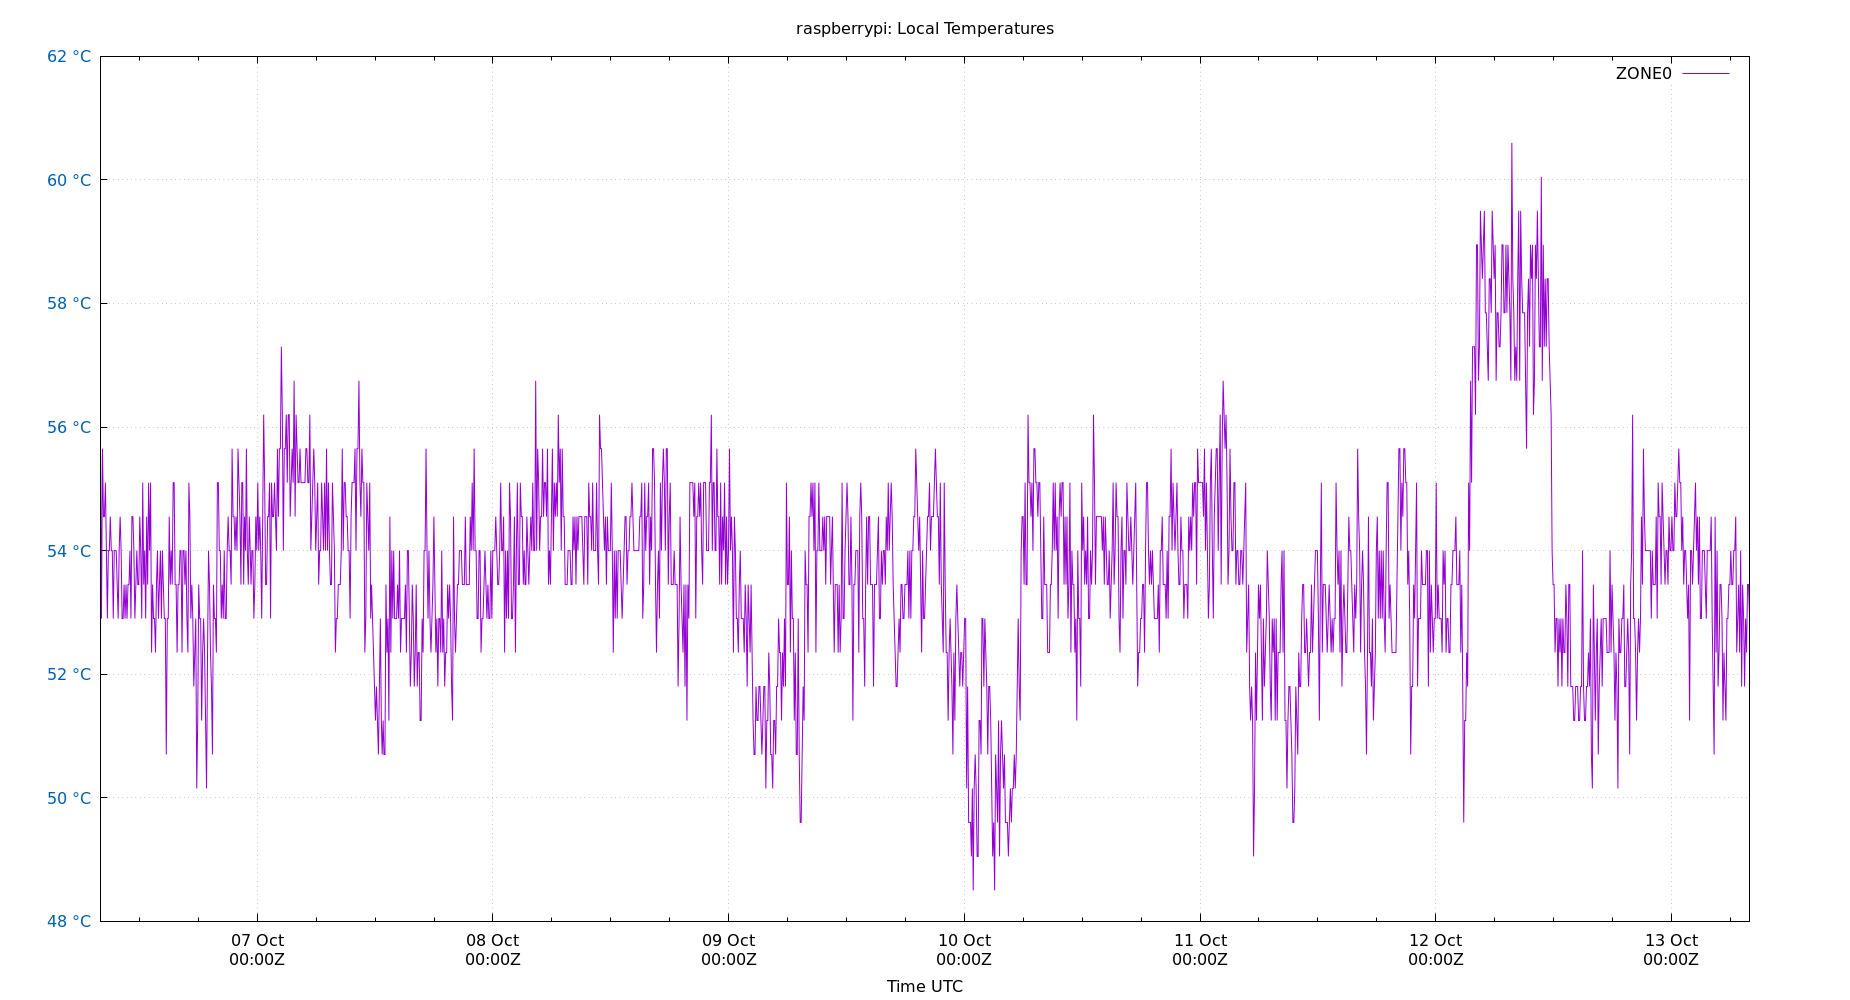 raspberrypi: Local Temperatures
ZONE0
62 °C
60 °C
58 °C
56 °C
54 °C
52 °C
50 °C
48 °C
07 Oct 08 Oct 09 Oct 10 Oct 11 Oct 12 Oct 13 Oct
00:00Z 00:00Z 00:00Z 00:00Z 00:00Z 00:00Z 00:00Z
Time UTC